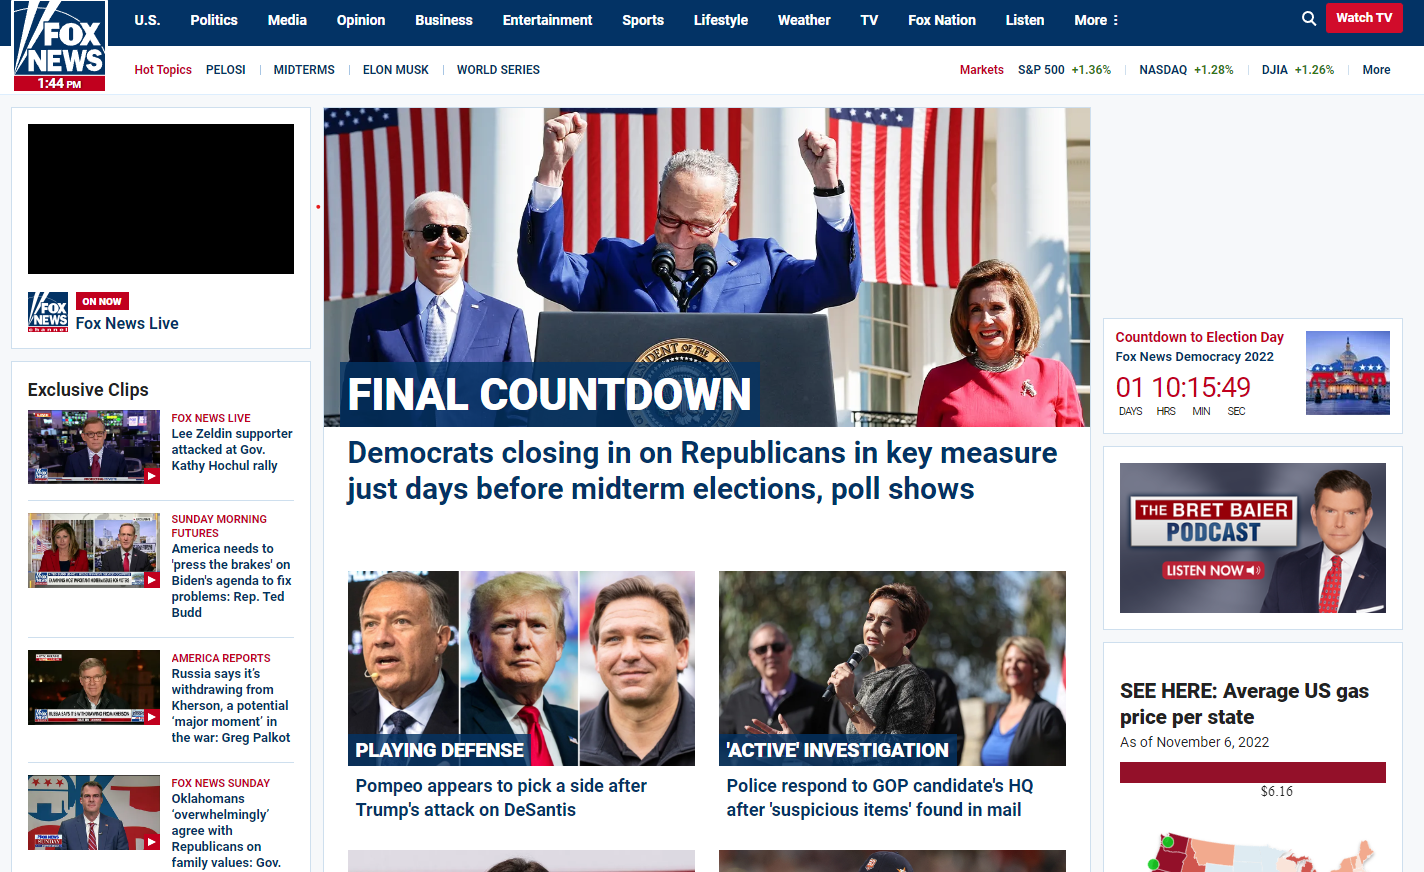 U.S. Politics Media Opinion Business Entertainment Sports Lifestyle Weather TV Fox Nation Listen More Watch TV
FOX
NEWS
1:44 PM
Hot Topics PELOSI MIDTERMS ELON MUSK WORLD SERIES
Markets S&P 500 +1.36% NASDAQ +1.28% DJIA +1.26% More
FOX
NEWS
channel
ON NOW
Fox News Live
Exclusive Clips
FOX NEWS LIVE
Lee Zeldin supporter
attacked at Gov.
Kathy Hochul rally
SUNDAY MORNING
FUTURES
America needs to
'press the brakes' on
Biden's agenda to fix
problems: Rep. Ted
Budd
AMERICA REPORTS
Russia says it's
withdrawing from
Kherson, a potential
‘major moment’ in
the war: Greg Palkot
FOX NEWS SUNDAY
Oklahomans
‘overwhelmingly’
agree with
Republicans on
family values: Gov.
FINAL COUNTDOWN
Democrats closing in on Republicans in key measure
just days before midterm elections, poll shows
PLAYING DEFENSE
Pompeo appears to pick a side after
Trump's attack on DeSantis
'ACTIVE' INVESTIGATION
Police respond to GOP candidate's HQ
after 'suspicious items' found in mail
Countdown to Election Day
Fox News Democracy 2022
01 10:15:49
DAYS HRS MIN SEC
THE BRET BAIER
PODCAST
LISTEN NOW
SEE HERE: Average US gas
price per state
As of November 6, 2022
$6.16